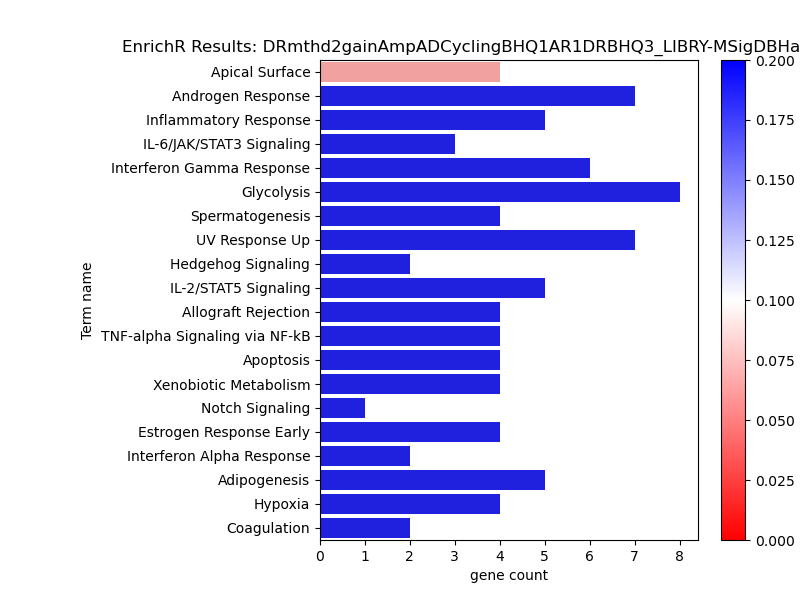 EnrichR Results: DRmthd2gainAmpADCyclingBHQ1AR1DRBHQ3_LIBRY-MSigDBHa
Term name
Apical Surface
Androgen Response
Inflammatory Response
IL-6/JAK/STAT3 Signaling
Interferon Gamma Response
Glycolysis
Spermatogenesis
UV Response Up
Hedgehog Signaling
IL-2/STAT5 Signaling
Allograft Rejection
TNF-alpha Signaling via NF-kB
Apoptosis
Xenobiotic Metabolism
Notch Signaling
Estrogen Response Early
Interferon Alpha Response
Adipogenesis
Hypoxia
Coagulation
0 1 2 3 4 5 6 7 8
gene count
0.200
0.175
0.150
0.125
0.100
0.075
0.050
0.025
0.000